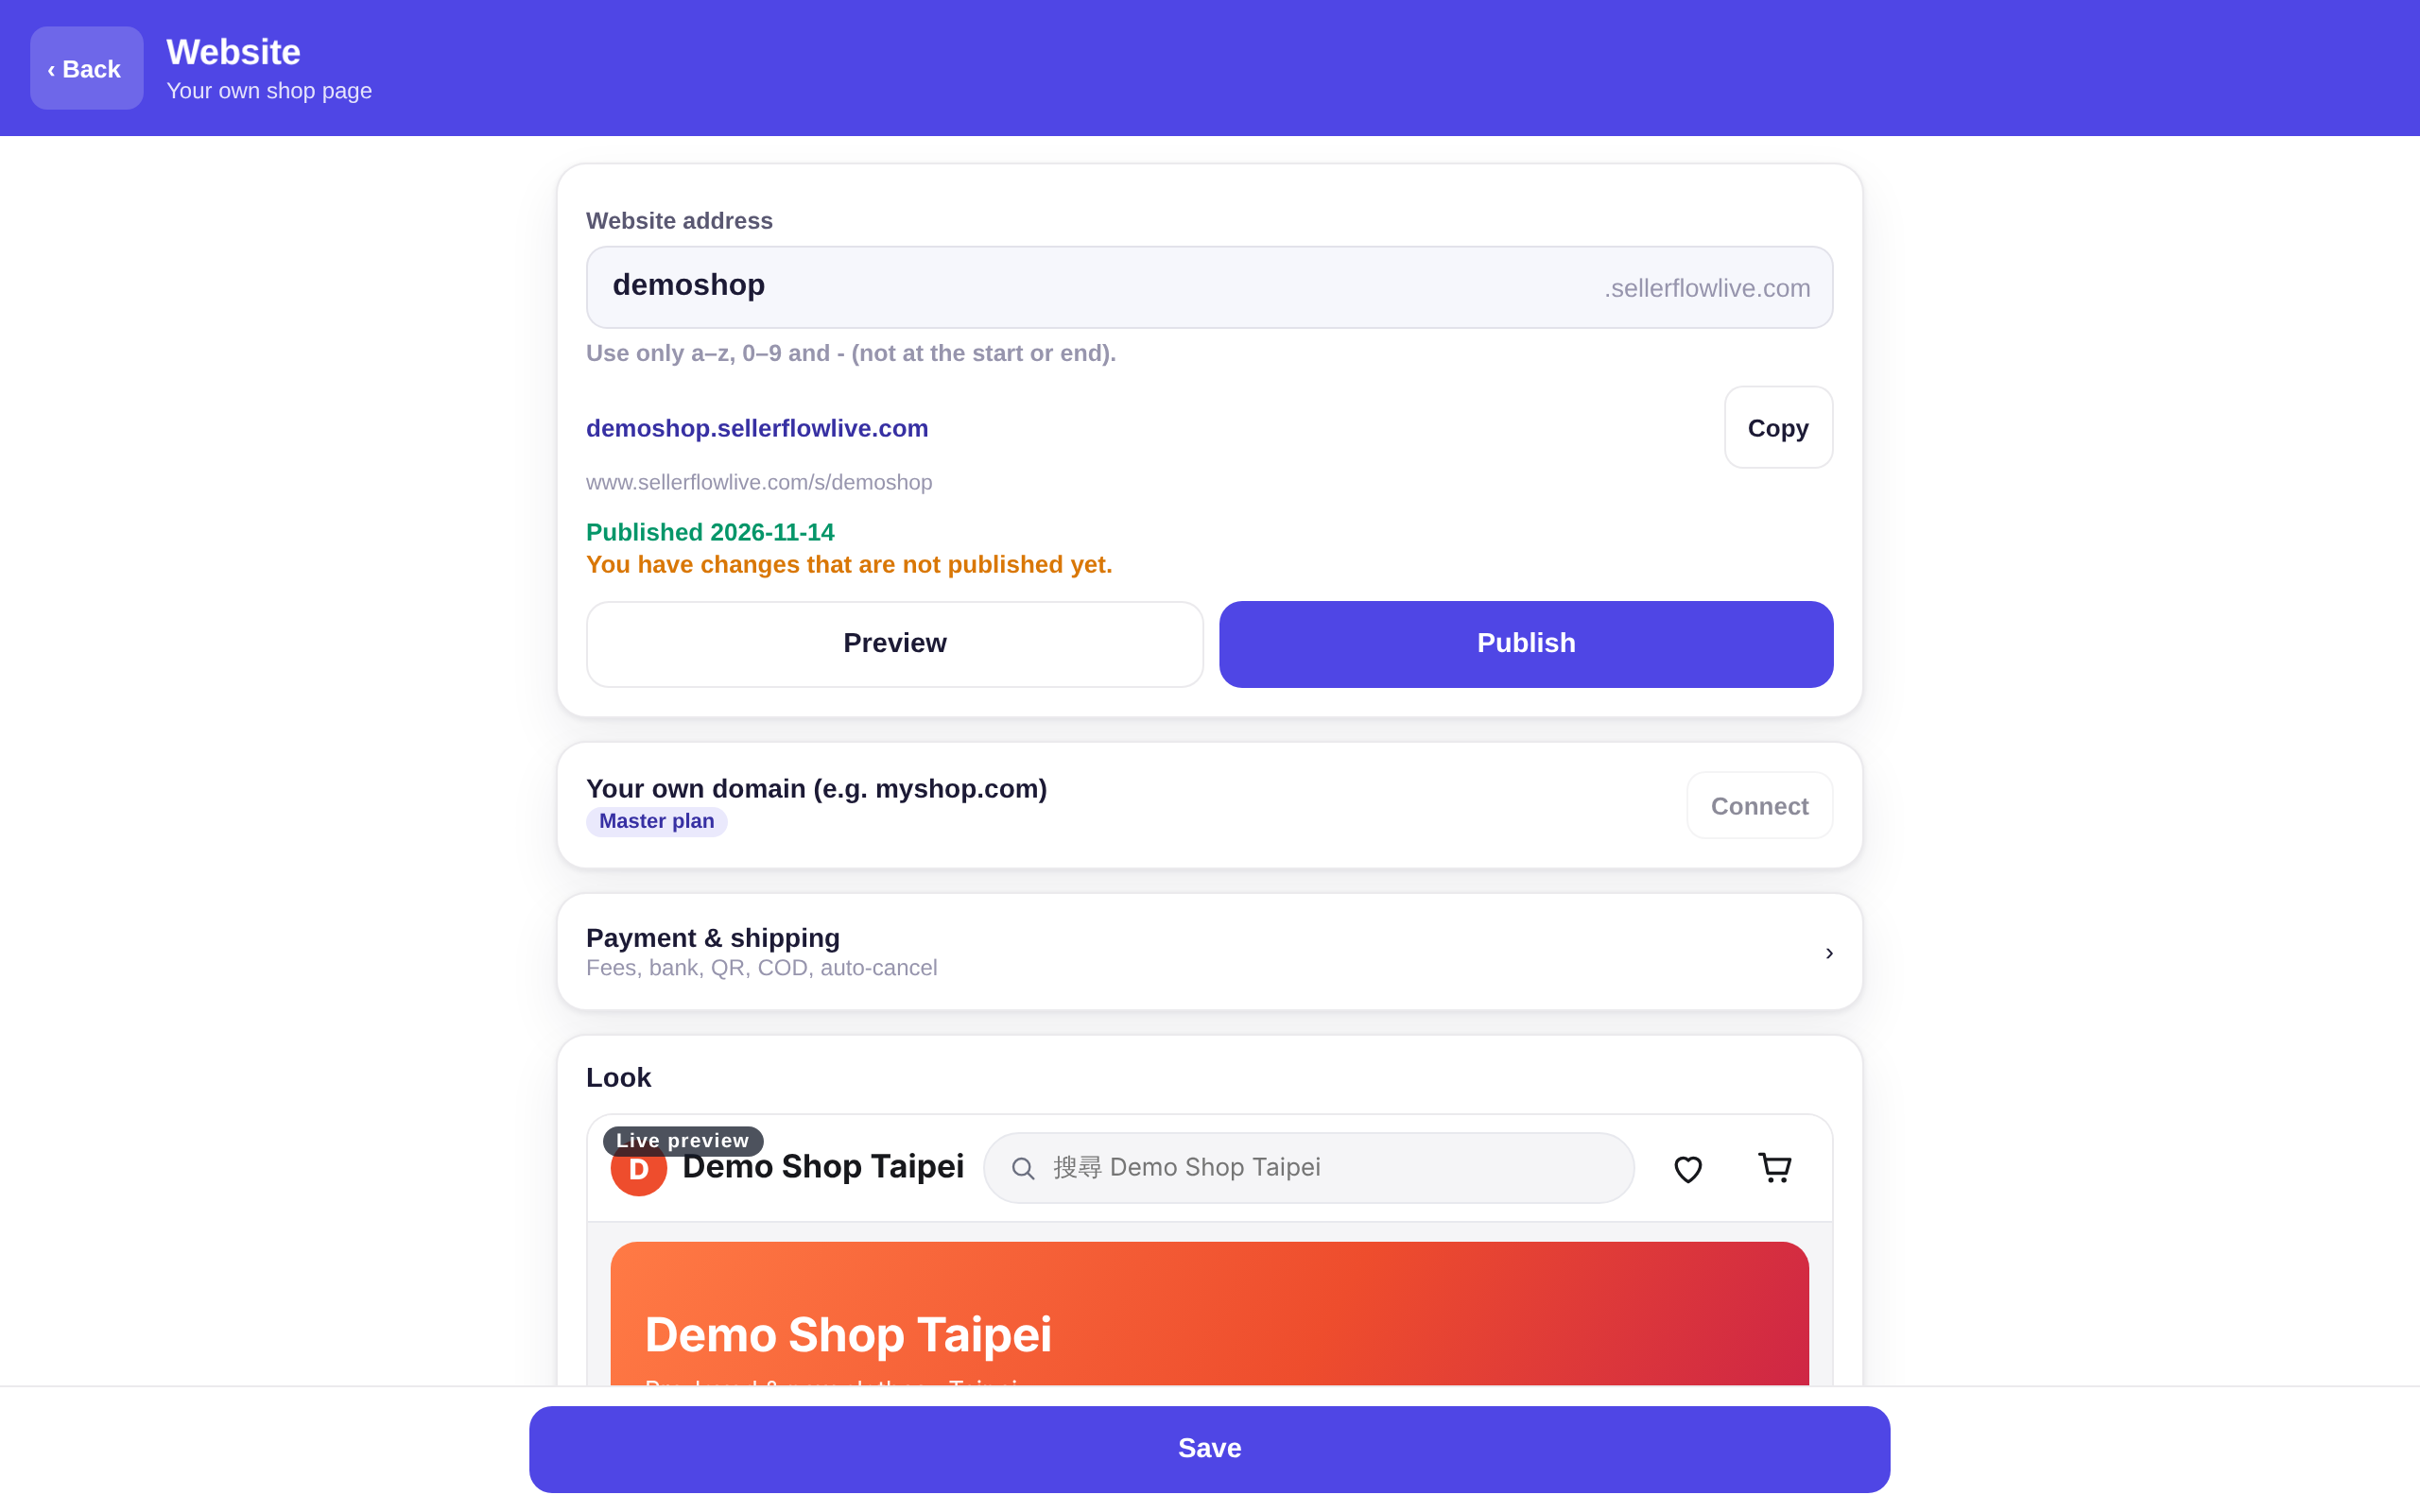 ‹ Back
Website
Your own shop page
Website address
demoshop
.sellerflowlive.com
Use only a–z, 0–9 and - (not at the start or end).
demoshop.sellerflowlive.com
Copy
www.sellerflowlive.com/s/demoshop
Published 2026-11-14
You have changes that are not published yet.
Preview
Publish
Your own domain (e.g. myshop.com)
Master plan
Connect
Payment & shipping
Fees, bank, QR, COD, auto-cancel
›
Look
Live preview
D
Demo Shop Taipei
搜尋 Demo Shop Taipei
Demo Shop Taipei
Save